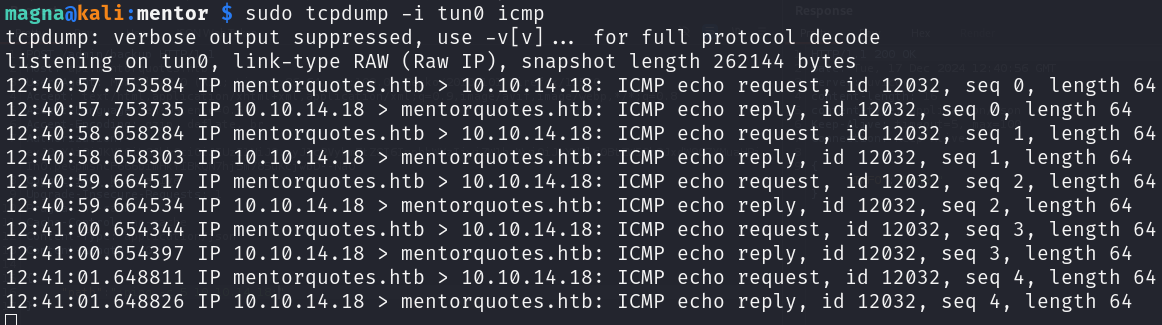 magna@kali:mentor $ sudo tcpdump -i tun0 icmp
tcpdump: verbose output suppressed, use -v[v]... for full protocol decode
listening on tun0, link-type RAW (Raw IP), snapshot length 262144 bytes
12:40:57.753584 IP mentorquotes.htb > 10.10.14.18: ICMP echo request, id 12032, seq 0, length 64
12:40:57.753735 IP 10.10.14.18 > mentorquotes.htb: ICMP echo reply, id 12032, seq 0, length 64
12:40:58.658284 IP mentorquotes.htb > 10.10.14.18: ICMP echo request, id 12032, seq 1, length 64
12:40:58.658303 IP 10.10.14.18 > mentorquotes.htb: ICMP echo reply, id 12032, seq 1, length 64
12:40:59.664517 IP mentorquotes.htb > 10.10.14.18: ICMP echo request, id 12032, seq 2, length 64
12:40:59.664534 IP 10.10.14.18 > mentorquotes.htb: ICMP echo reply, id 12032, seq 2, length 64
12:41:00.654344 IP mentorquotes.htb > 10.10.14.18: ICMP echo request, id 12032, seq 3, length 64
12:41:00.654397 IP 10.10.14.18 > mentorquotes.htb: ICMP echo reply, id 12032, seq 3, length 64
12:41:01.648811 IP mentorquotes.htb > 10.10.14.18: ICMP echo request, id 12032, seq 4, length 64
12:41:01.648826 IP 10.10.14.18 > mentorquotes.htb: ICMP echo reply, id 12032, seq 4, length 64